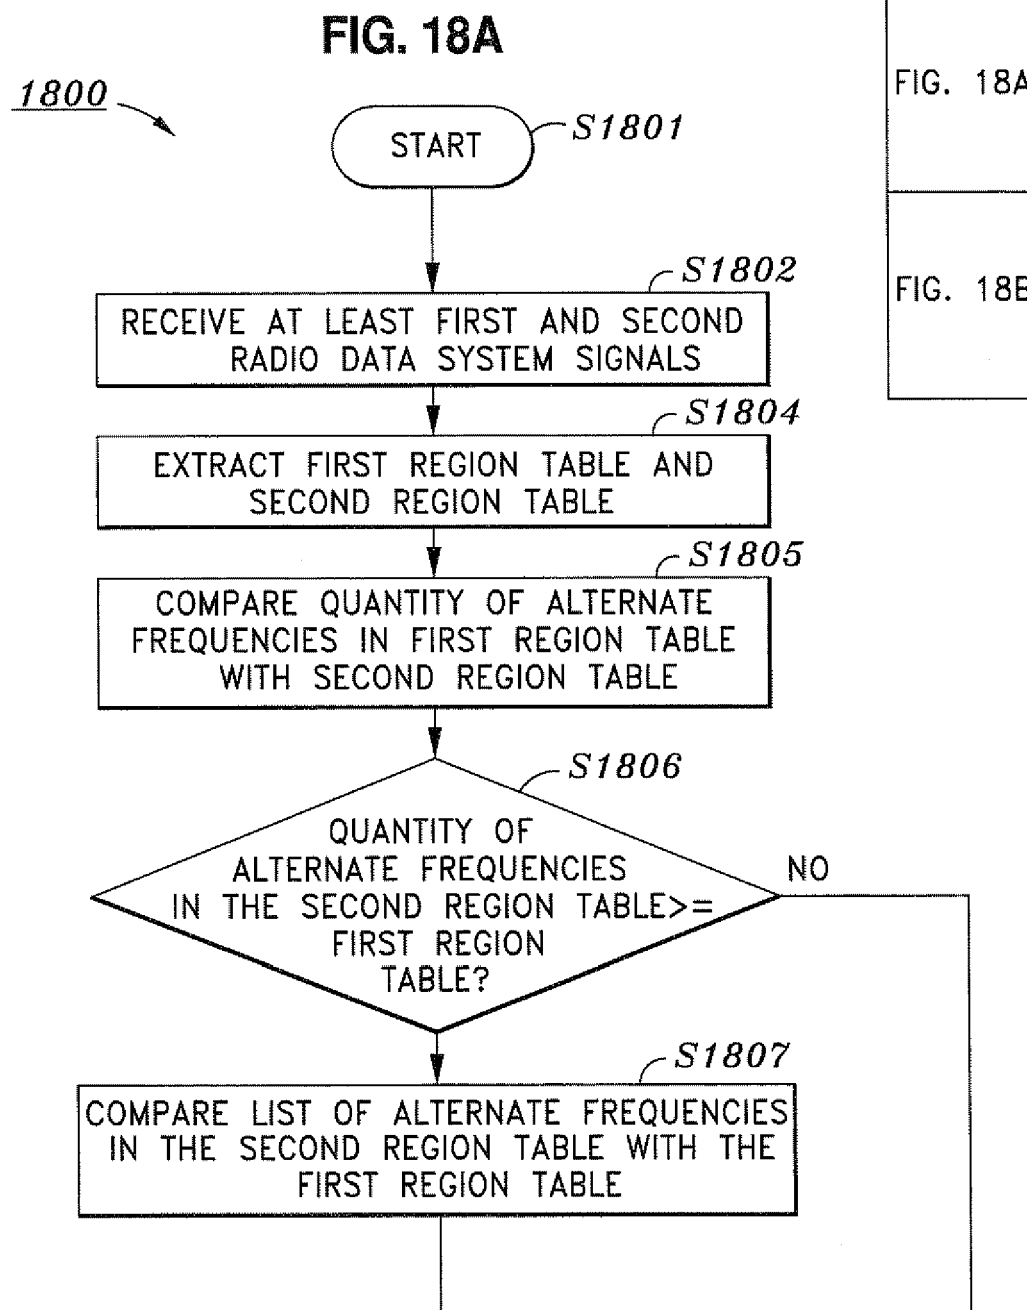 FIG. 18A
1800
START
S1801
S1802
RECEIVE AT LEAST FIRST AND SECOND
RADIO DATA SYSTEM SIGNALS
S1804
EXTRACT FIRST REGION TABLE AND
SECOND REGION TABLE
S1805
COMPARE QUANTITY OF ALTERNATE
FREQUENCIES IN FIRST REGION TABLE
WITH SECOND REGION TABLE
S1806
QUANTITY OF
ALTERNATE FREQUENCIES
IN THE SECOND REGION TABLE>=
FIRST REGION
TABLE?
NO
S1807
COMPARE LIST OF ALTERNATE FREQUENCIES
IN THE SECOND REGION TABLE WITH THE
FIRST REGION TABLE
FIG. 18A
FIG. 18B